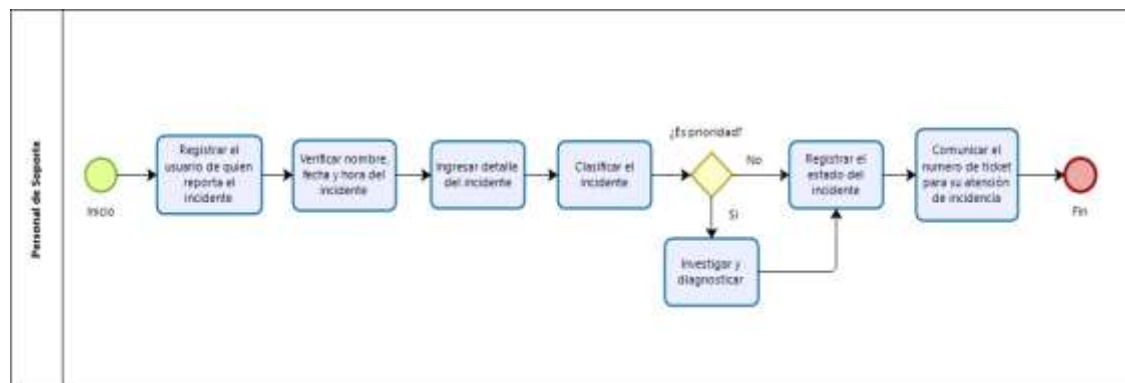 Personal de Soporte
Inicio
Registrar el
usuario de quien
reporta el
incidente
Verificar nombre,
fecha y hora del
incidente
Ingresar detalle
del incidente
Clasificar el
incidente
¿Es prioridad?
No
Si
Investigar y
diagnosticar
Registrar el
estado del
incidente
Comunicar el
numero de ticket
para su atención
de incidencia
Fin